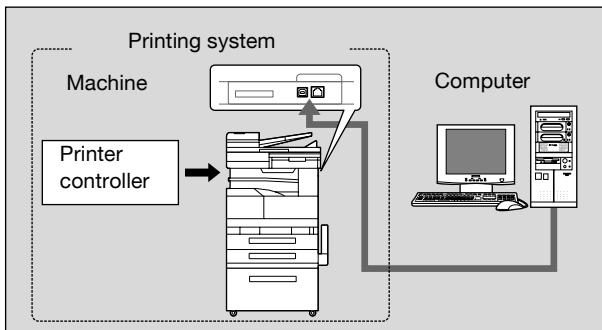 Printing system
Machine
Computer
Printer
controller